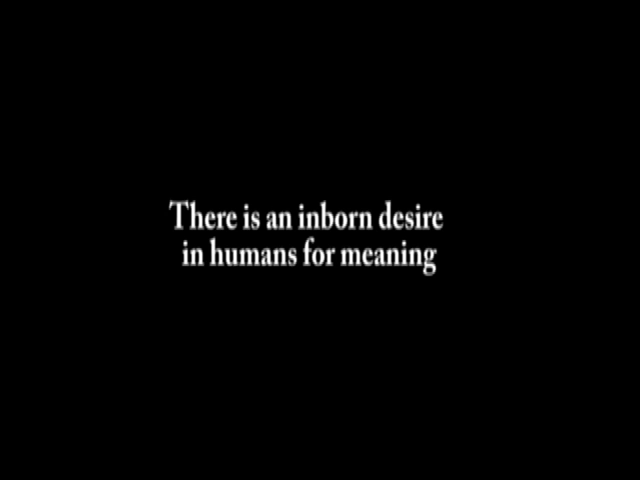 There is an inborn desire
in humans for meaning